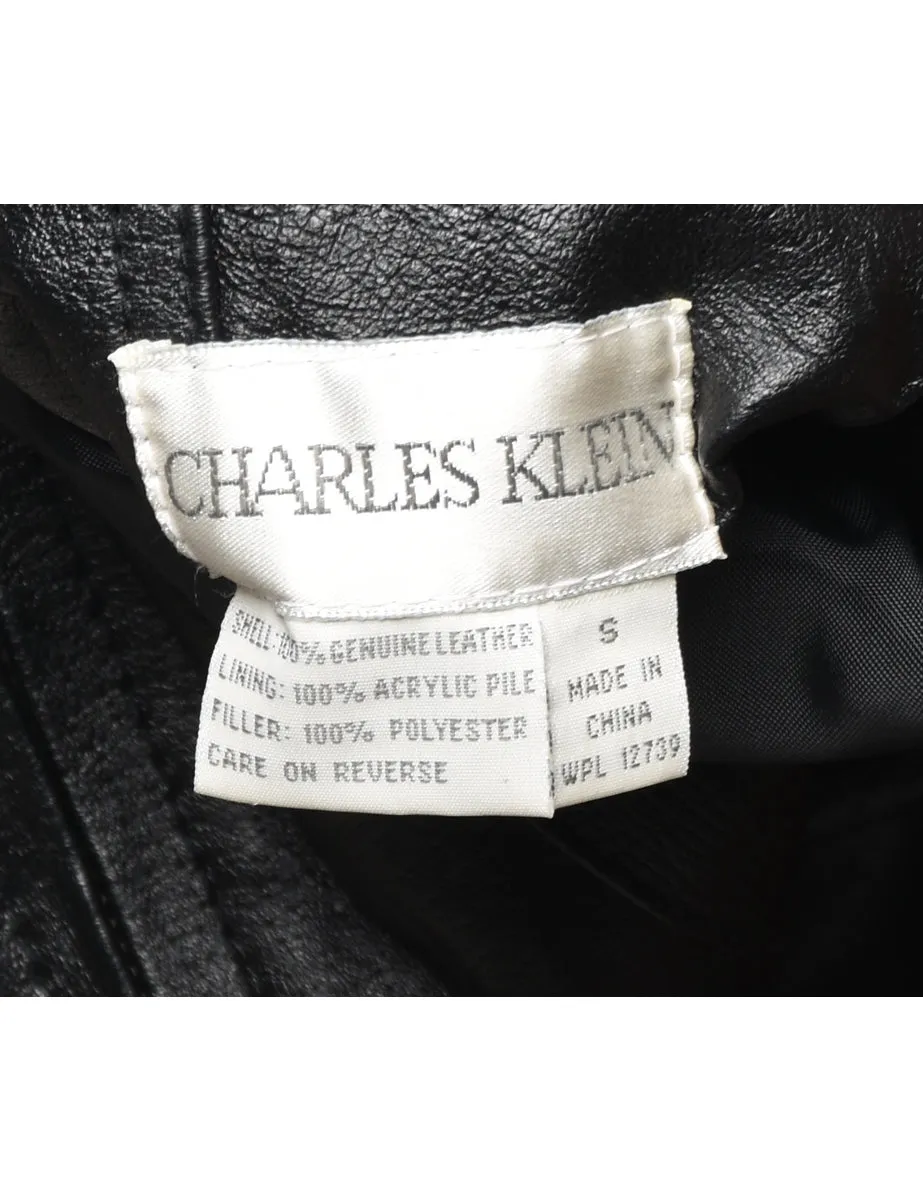 CHARLES KLEIN
SHELL: 100% GENUINE LEATHER
LINING: 100% ACRYLIC PILE
FILLER: 100% POLYESTER
CARE ON REVERSE
S
MADE IN
CHINA
WPL 12739